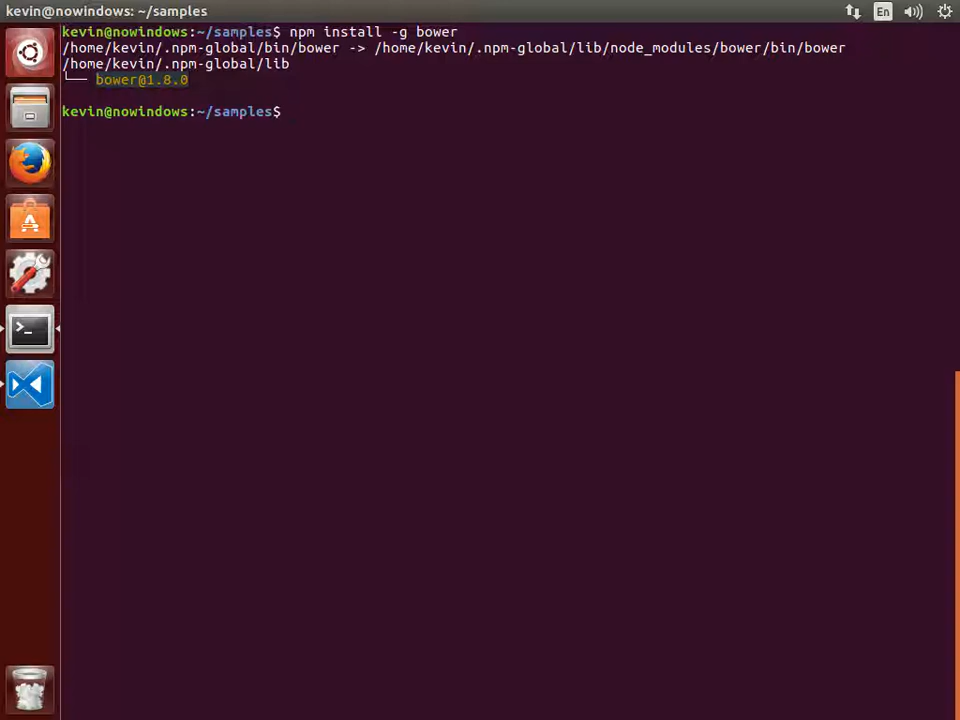 kevin@nowindows: ~/samples
En
kevin@nowindows:~/samples$ npm install -g bower
/home/kevin/.npm-global/bin/bower -> /home/kevin/.npm-global/lib/node_modules/bower/bin/bower
/home/kevin/.npm-global/lib
└── bower@1.8.0
kevin@nowindows:~/samples$